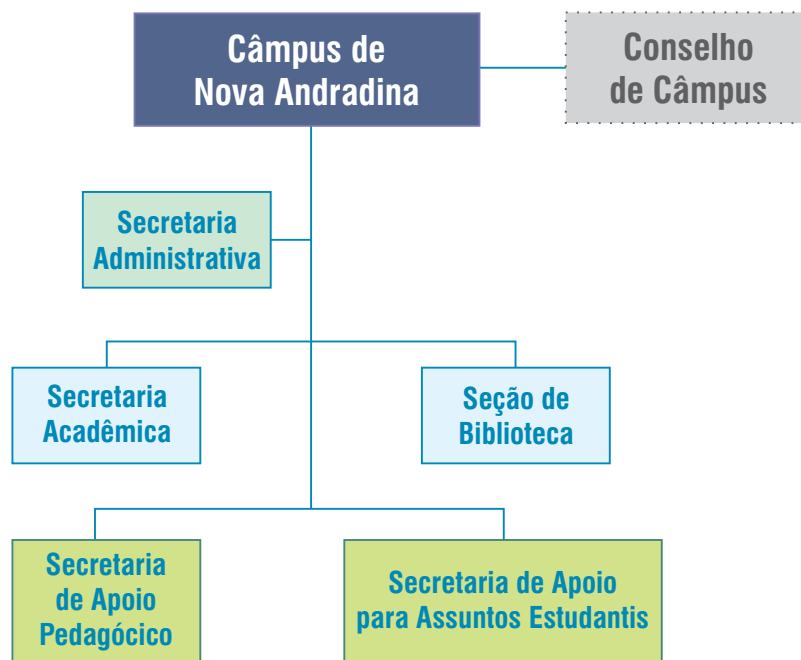 Câmpus de
Nova Andradina
Conselho
de Câmpus
Secretaria
Administrativa
Secretaria
Acadêmica
Seção de
Biblioteca
Secretaria
de Apoio
Pedagócico
Secretaria de Apoio
para Assuntos Estudantis